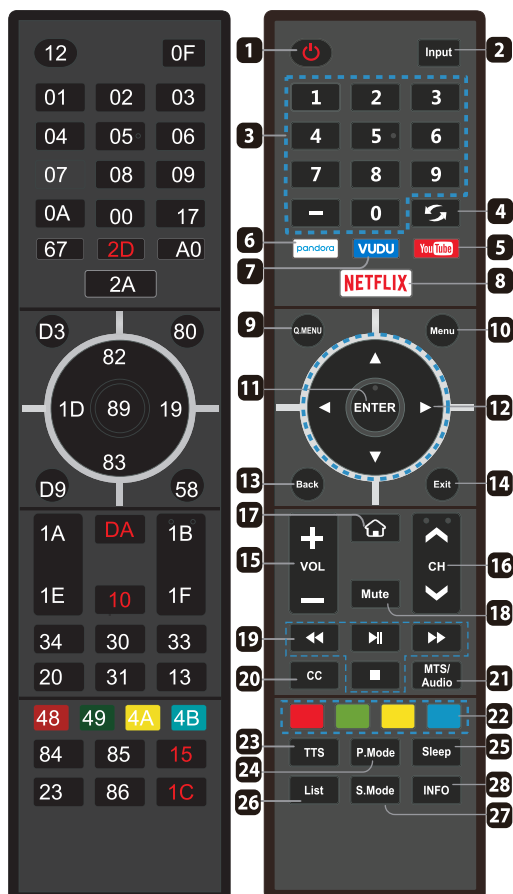 12 0F
01 02 03
04 05 06
07 08 09
0A 00 17
67 2D A0
2A
D3 80
82
1D 89 19
83
D9 58
1A DA 1B
1E 10 1F
34 30 33
20 31 13
48 49 4A 4B
84 85 15
23 86 1C
1 Input 2
1 2 3
3 4 5 6
7 8 9
- 0 4
6 pandora VUDU YouTube 5
7 NETFLIX 8
9 Q.MENU Menu 10
11 ENTER 12
13 Back Exit 14
17
15 VOL CH 16
Mute 18
19
20 CC MTS/ 21
Audio
22
23 TTS P.Mode Sleep 25
24
26 List S.Mode INFO 28
27